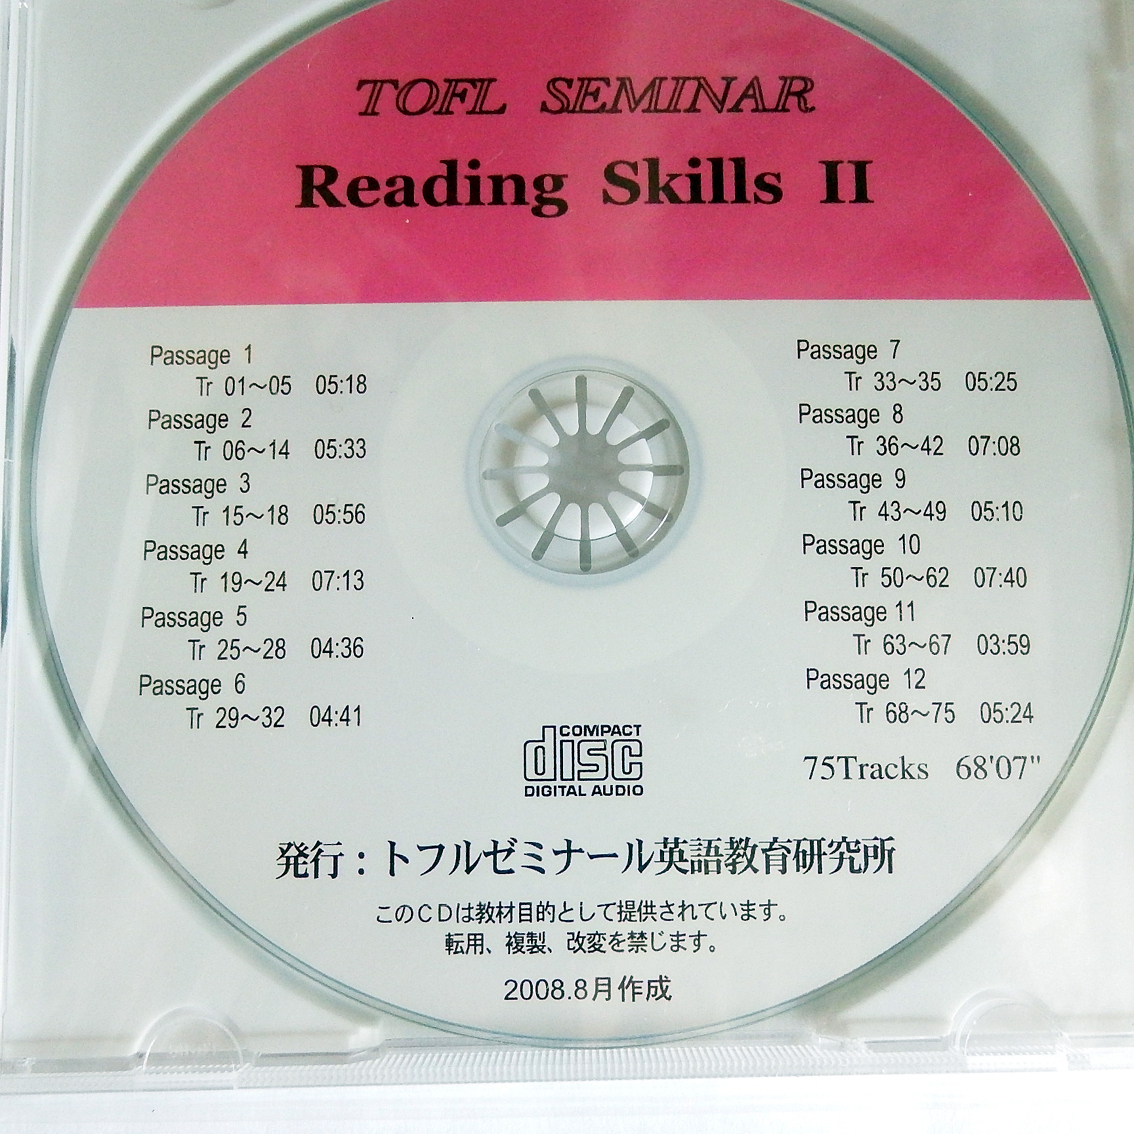 TOFL SEMINAR
Reading Skills II
Passage 1
Tr 01～05 05:18
Passage 2
Tr 06～14 05:33
Passage 3
Tr 15～18 05:56
Passage 4
Tr 19～24 07:13
Passage 5
Tr 25～28 04:36
Passage 6
Tr 29～32 04:41
Passage 7
Tr 33～35 05:25
Passage 8
Tr 36～42 07:08
Passage 9
Tr 43～49 05:10
Passage 10
Tr 50～62 07:40
Passage 11
Tr 63～67 03:59
Passage 12
Tr 68～75 05:24
75Tracks 68'07"
COMPACT
disc
DIGITAL AUDIO
発行：トフルゼミナール英語教育研究所
このＣＤは教材目的として提供されています。
転用、複製、改変を禁じます。
2008.8月作成